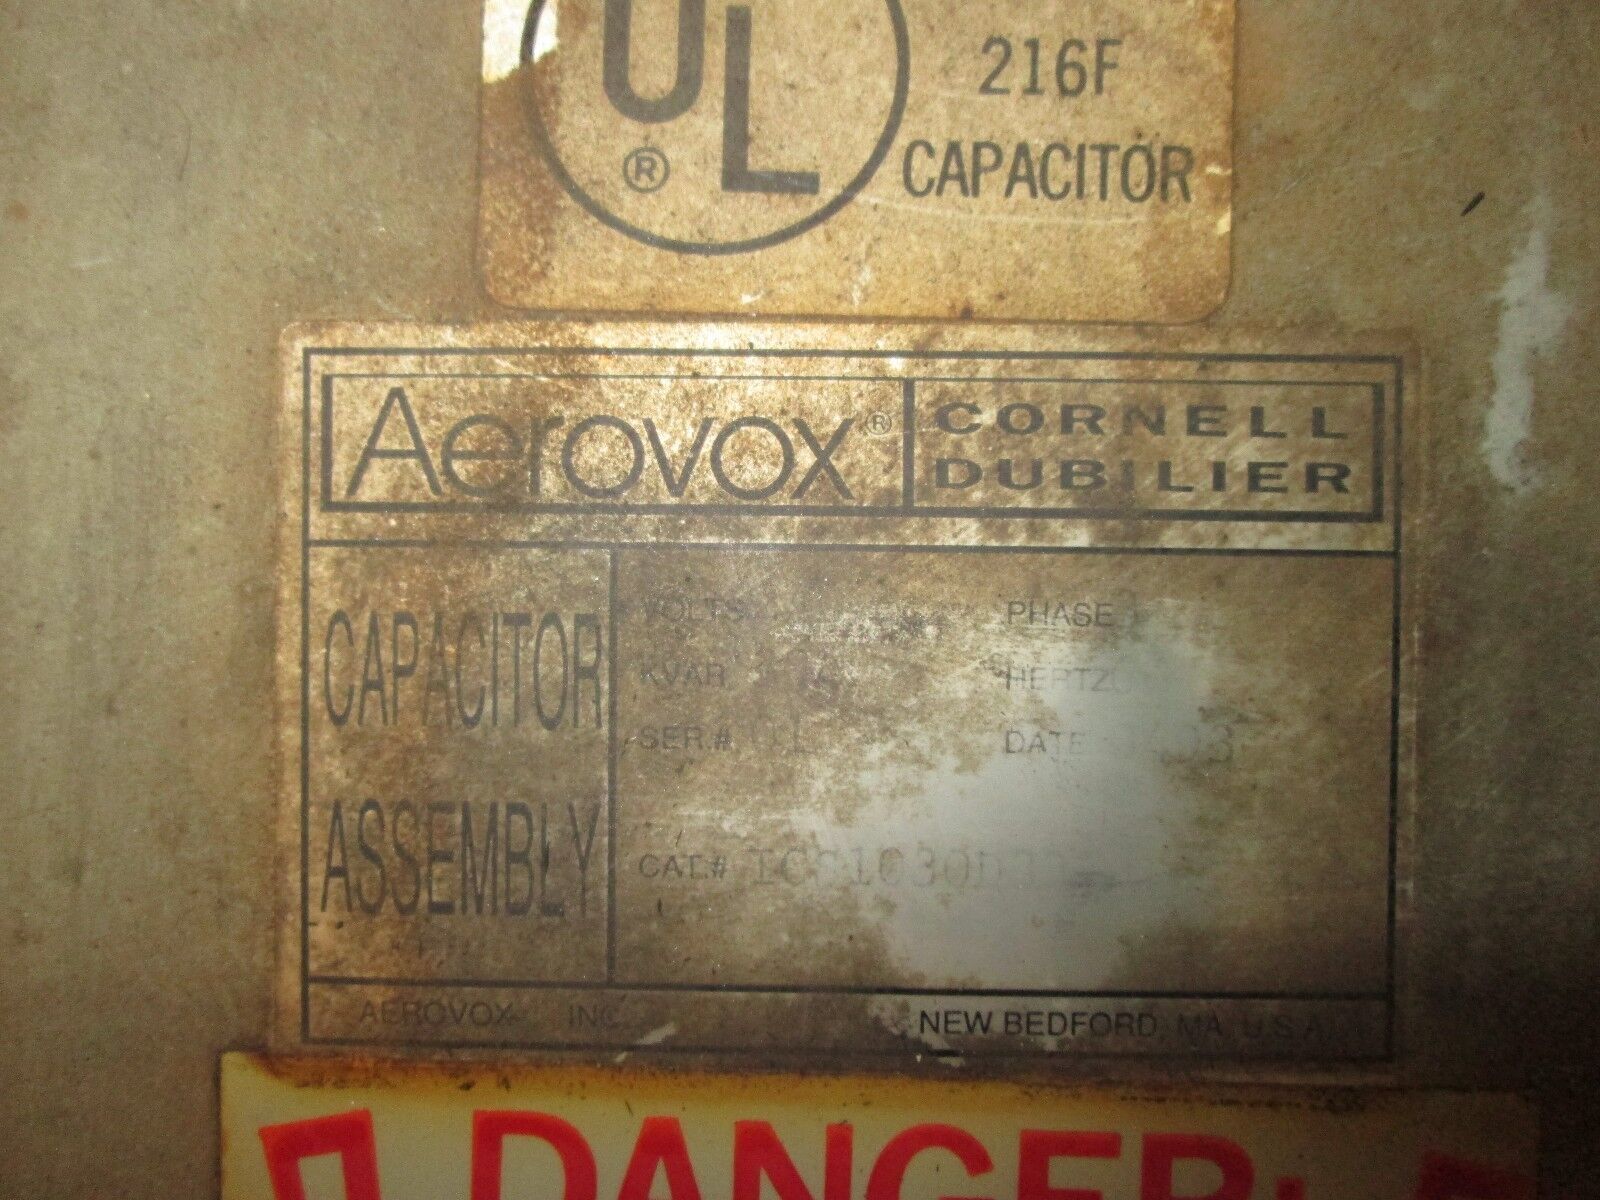 UL
®
216F
CAPACITOR
Aerovox®
CORNELL
DUBILIER
CAPACITOR
ASSEMBLY
VOLTS
PHASE
KVAR
HERTZ
SER.#
DATE
CAT.#
AEROVOX INC
NEW BEDFORD, MA U.S.A.
DANGER: